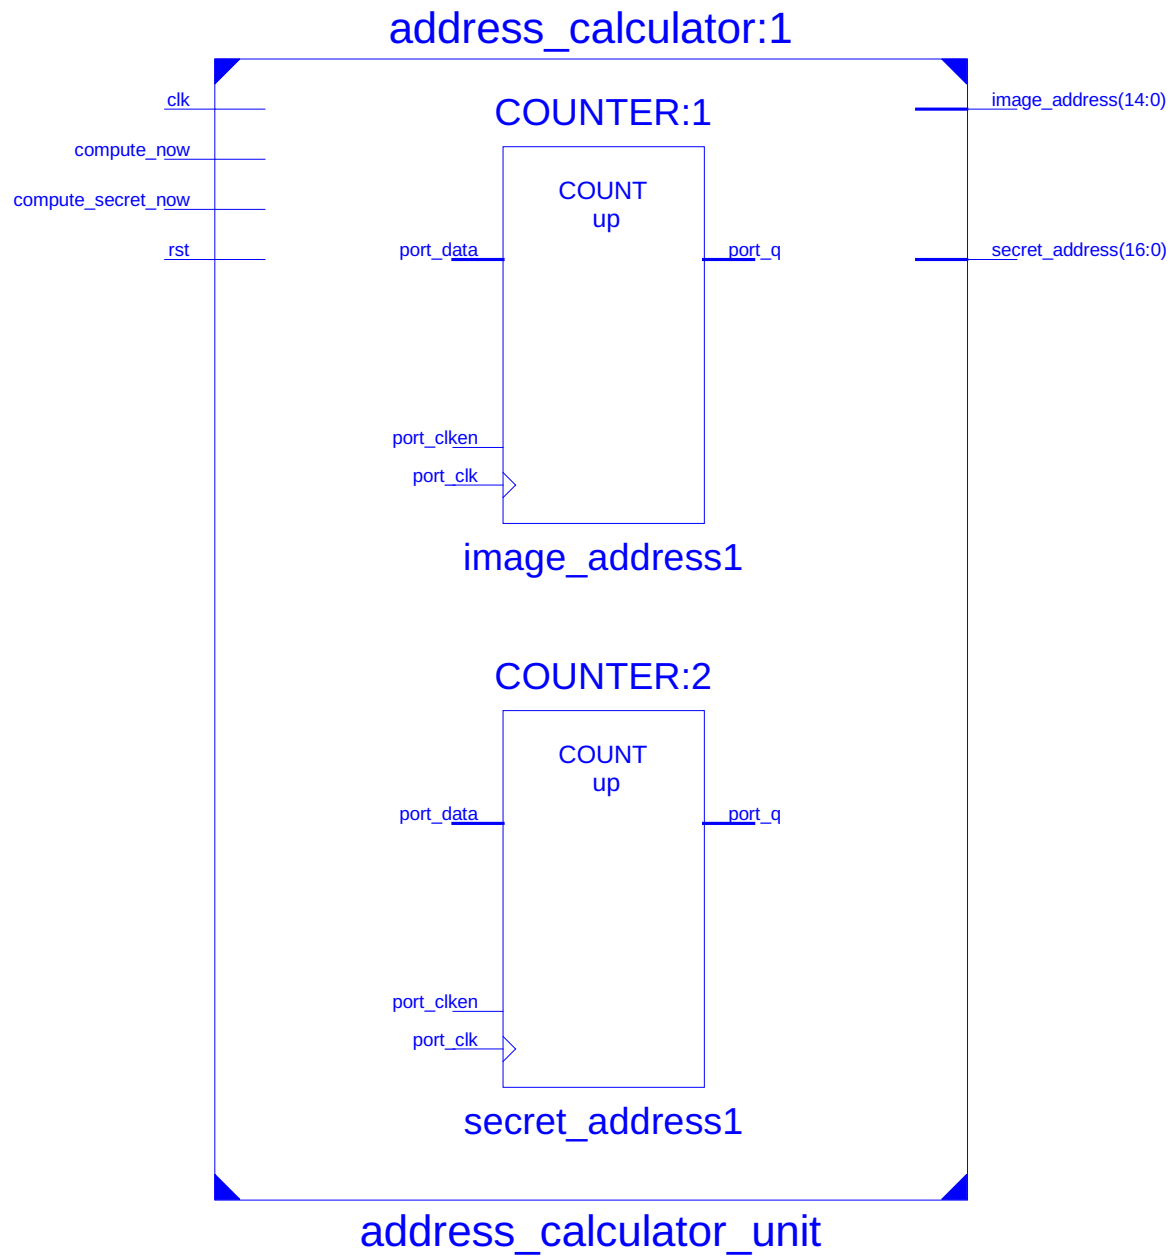 address_calculator:1
clk
compute_now
compute_secret_now
rst
image_address(14:0)
secret_address(16:0)
COUNTER:1
COUNT
up
port_data
port_q
port_clken
port_clk
image_address1
COUNTER:2
COUNT
up
port_data
port_q
port_clken
port_clk
secret_address1
address_calculator_unit